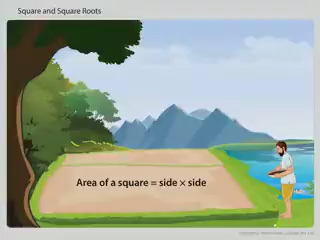 Square and Square Roots
Area of a square = side × side